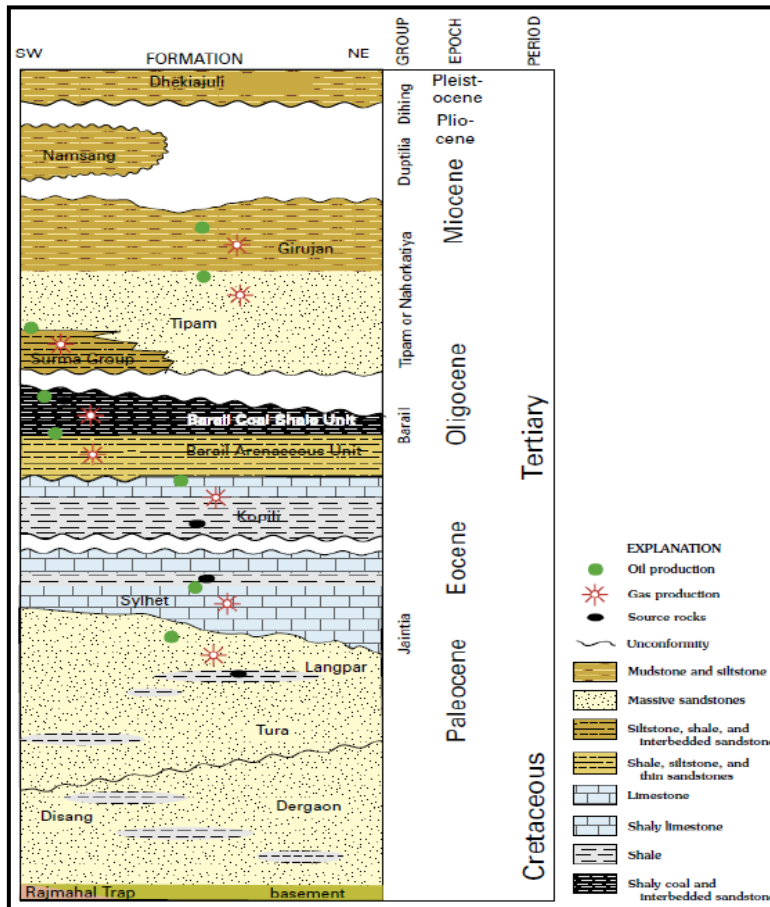 SW
FORMATION
NE
GROUP
EPOCH
PERIOD
Dhekiajuli
Namsang
Girujan
Tipam
Surma Group
Barail Coal Shale Unit
Barail Arenaceous Unit
Kopili
Sylhet
Langpar
Tura
Disang
Dergaon
Rajmahal Trap
basement
Dihing
Duptilia
Tipam or Nahorkatiya
Barail
Jaintia
Pleist-
ocene
Plio-
cene
Miocene
Oligocene
Eocene
Paleocene
Tertiary
Cretaceous
EXPLANATION
Oil production
Gas production
Source rocks
Unconformity
Mudstone and siltstone
Massive sandstones
Siltstone, shale, and
interbedded sandstone
Shale, siltstone, and
thin sandstones
Limestone
Shaly limestone
Shale
Shaly coal and
interbedded sandstone